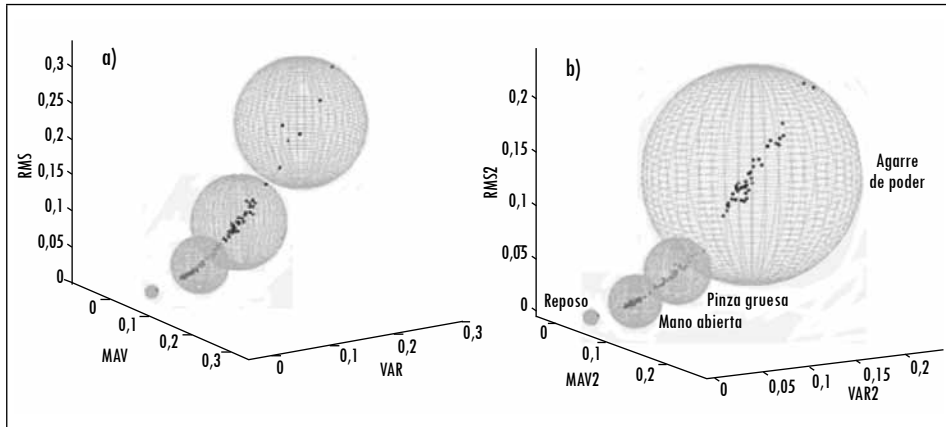 a)
RMS
0,3
0,25
0,2
0,15
0,1
0,05
0
0
0,1
0,2
0,3
MAV
0
0,1
0,2
0,3
VAR
b)
RMS2
0,2
0,15
0,1
0,05
0
0
0,1
0,2
MAV2
0
0,05
0,1
0,15
0,2
VAR2
Agarre
de poder
Reposo
Pinza gruesa
Mano abierta